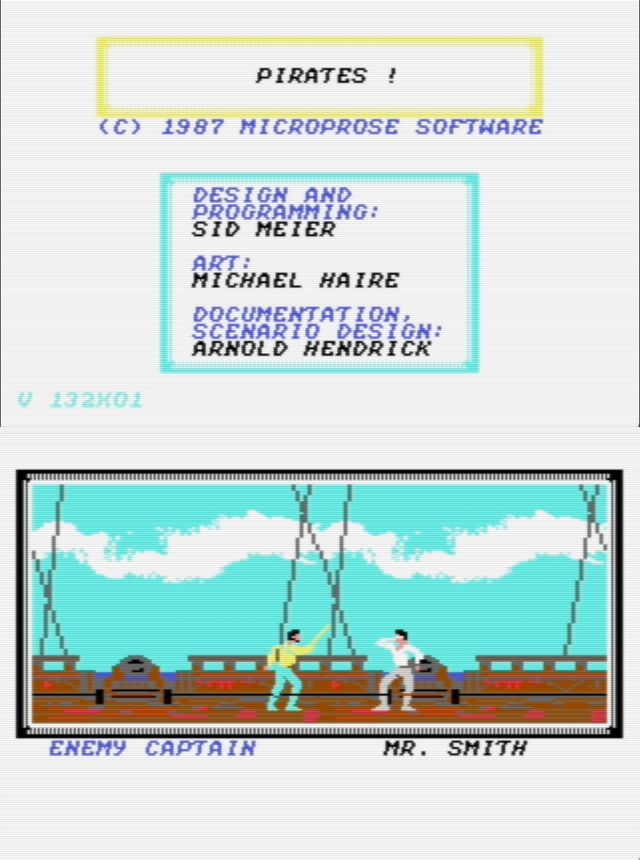 PIRATES !
(C) 1987 MICROPROSE SOFTWARE
DESIGN AND
PROGRAMMING:
SID MEIER
ART:
MICHAEL HAIRE
DOCUMENTATION,
SCENARIO DESIGN:
ARNOLD HENDRICK
V 132X01
ENEMY CAPTAIN
MR. SMITH